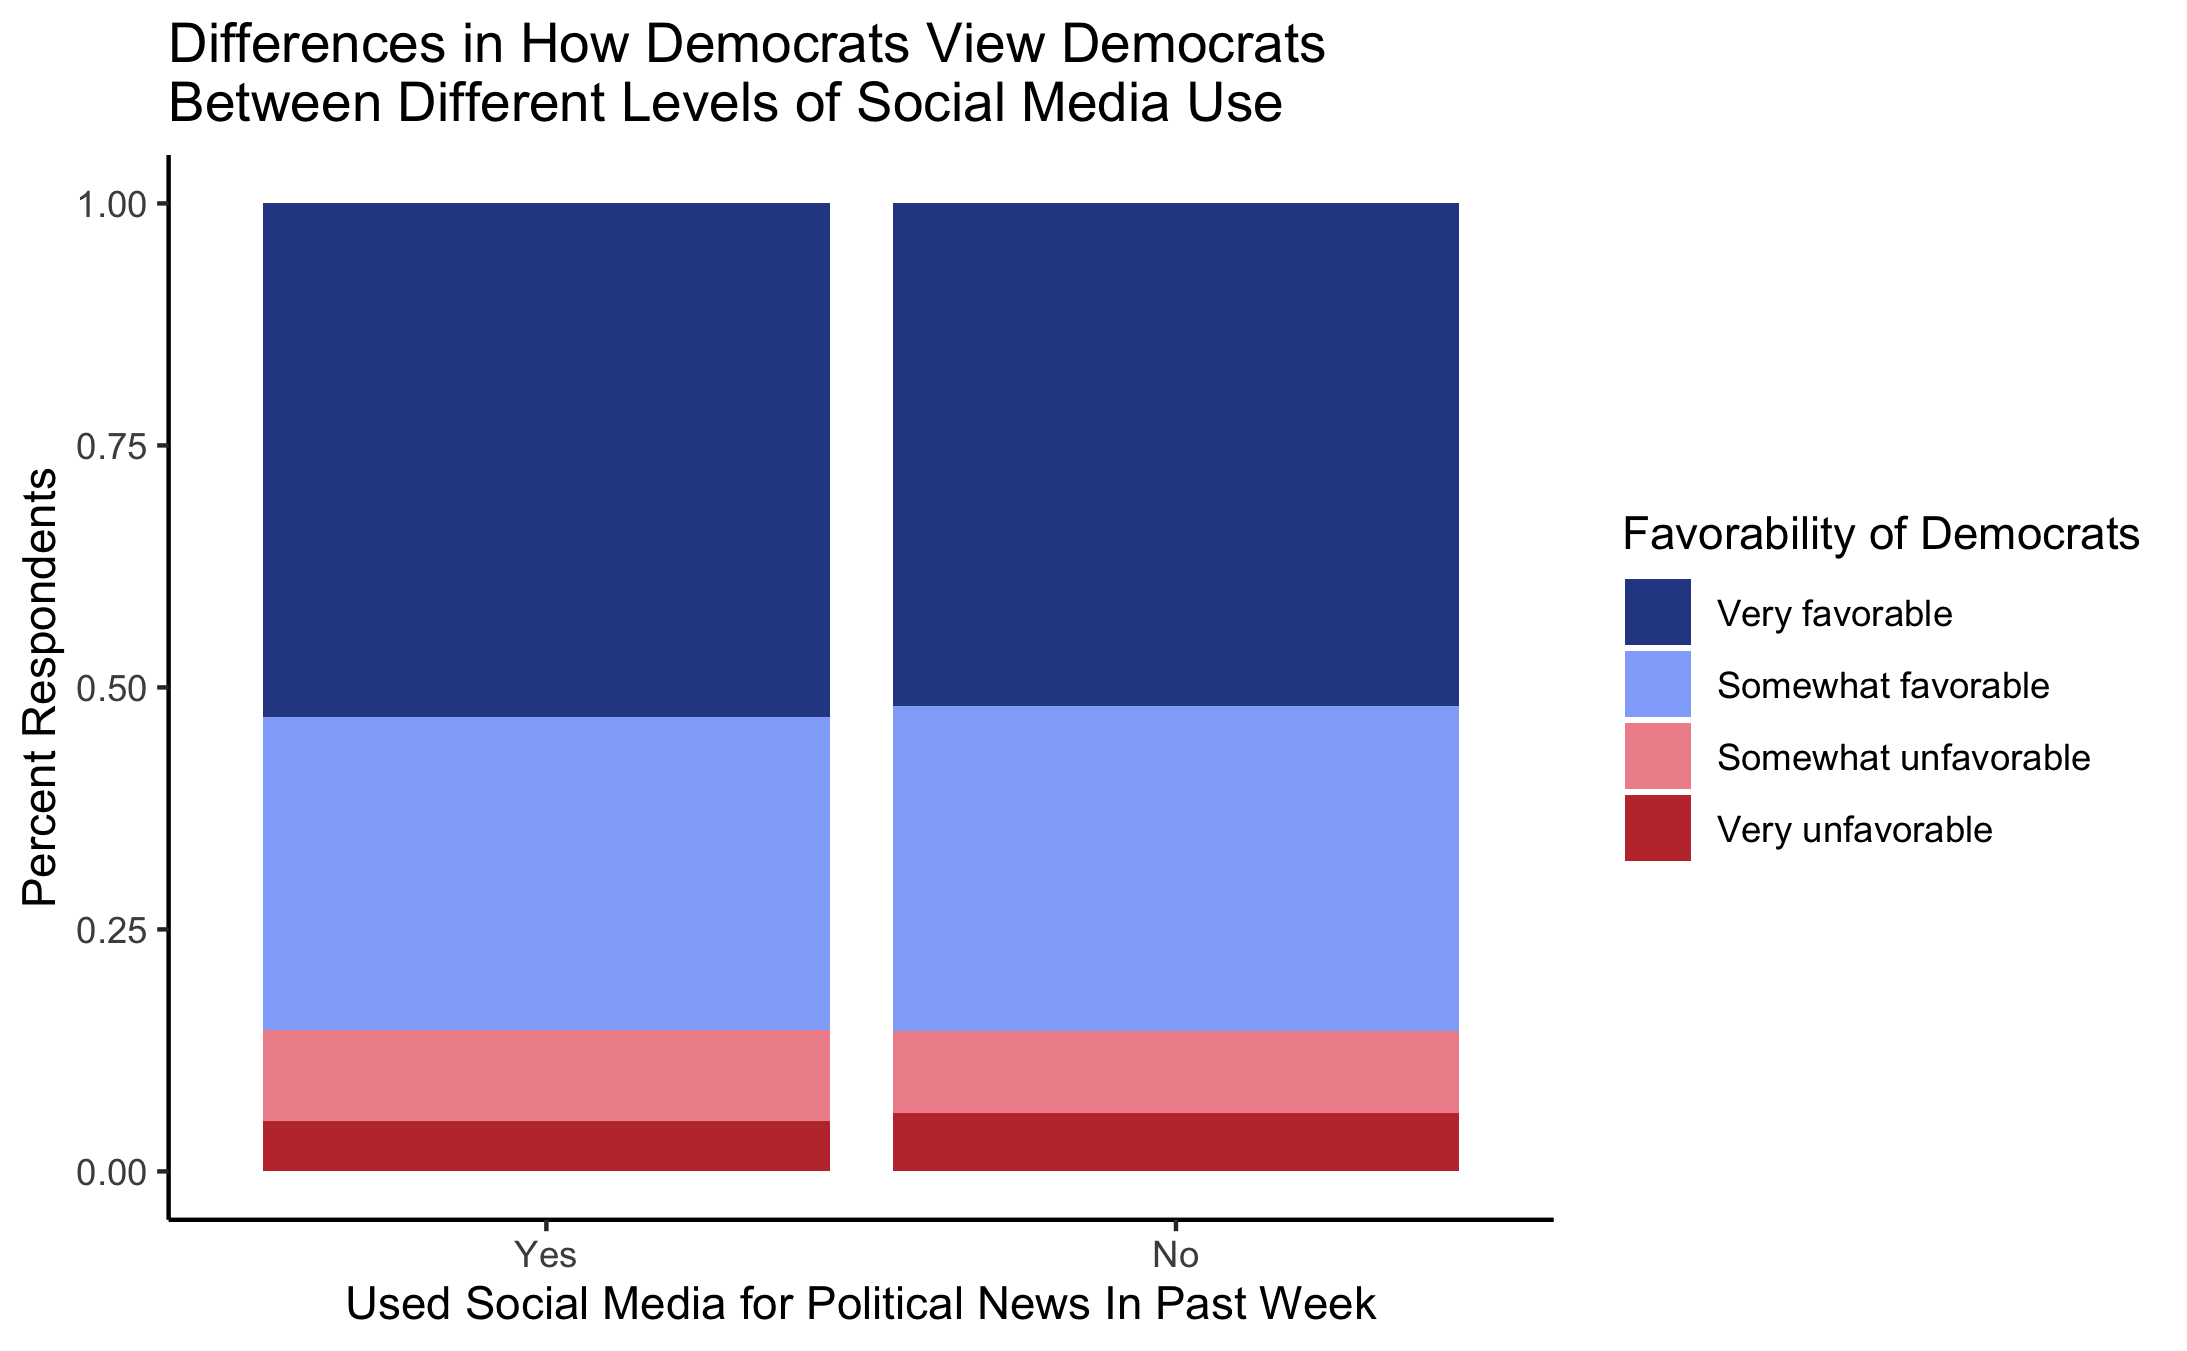 Differences in How Democrats View Democrats
Between Different Levels of Social Media Use
Percent Respondents
1.00
0.75
0.50
0.25
0.00
Yes
No
Used Social Media for Political News In Past Week
Favorability of Democrats
Very favorable
Somewhat favorable
Somewhat unfavorable
Very unfavorable